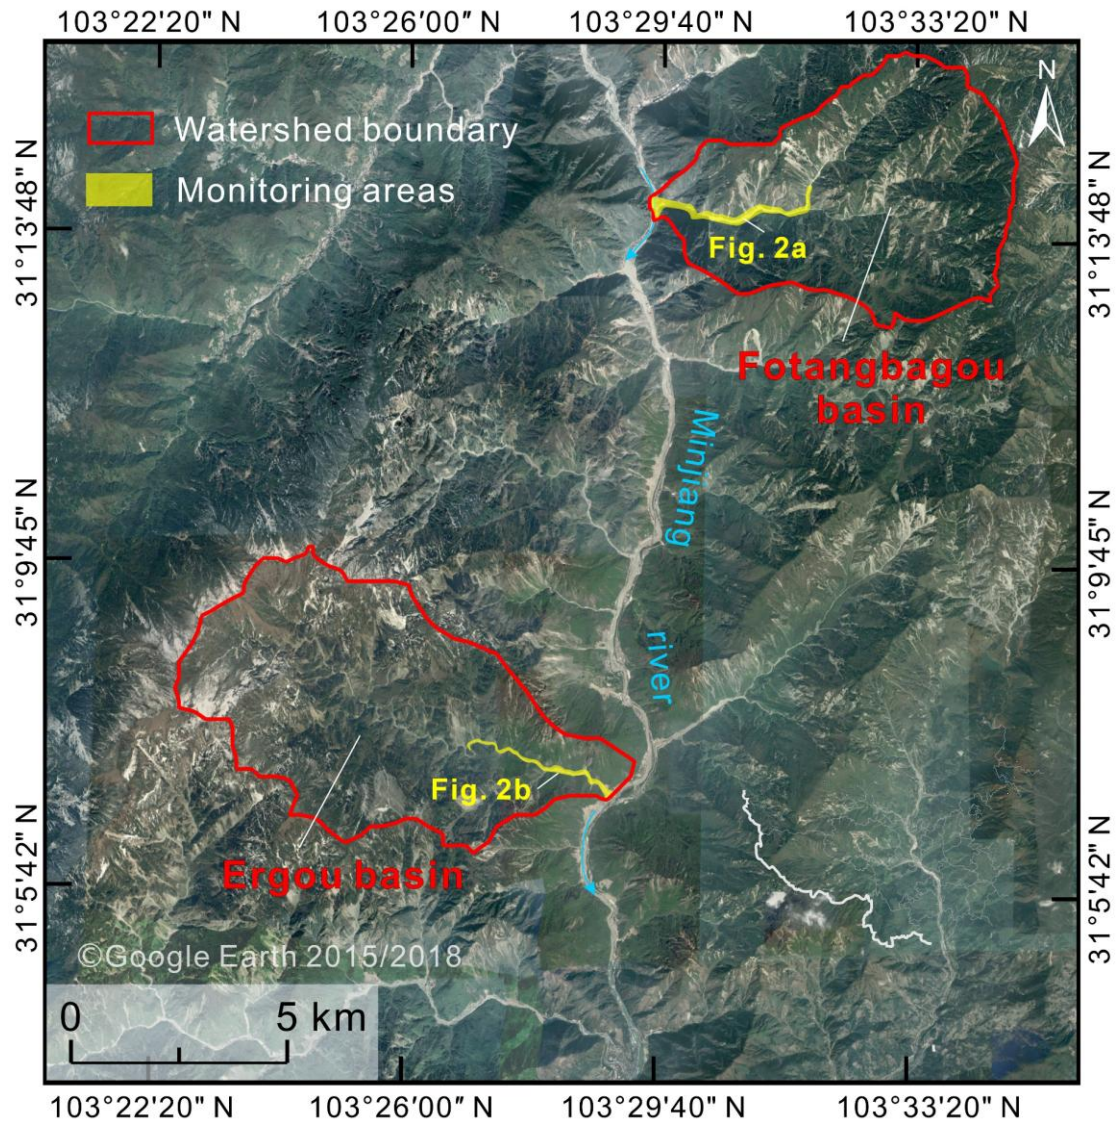 103°22'20" N 103°26'00" N 103°29'40" N 103°33'20" N
N
Watershed boundary
Monitoring areas
31°13'48" N
31°13'48" N
Fig. 2a
Fotangbagou
basin
Minjiang
river
31°9'45" N
31°9'45" N
Fig. 2b
Ergou basin
31°5'42" N
31°5'42" N
©Google Earth 2015/2018
0 5 km
103°22'20" N 103°26'00" N 103°29'40" N 103°33'20" N